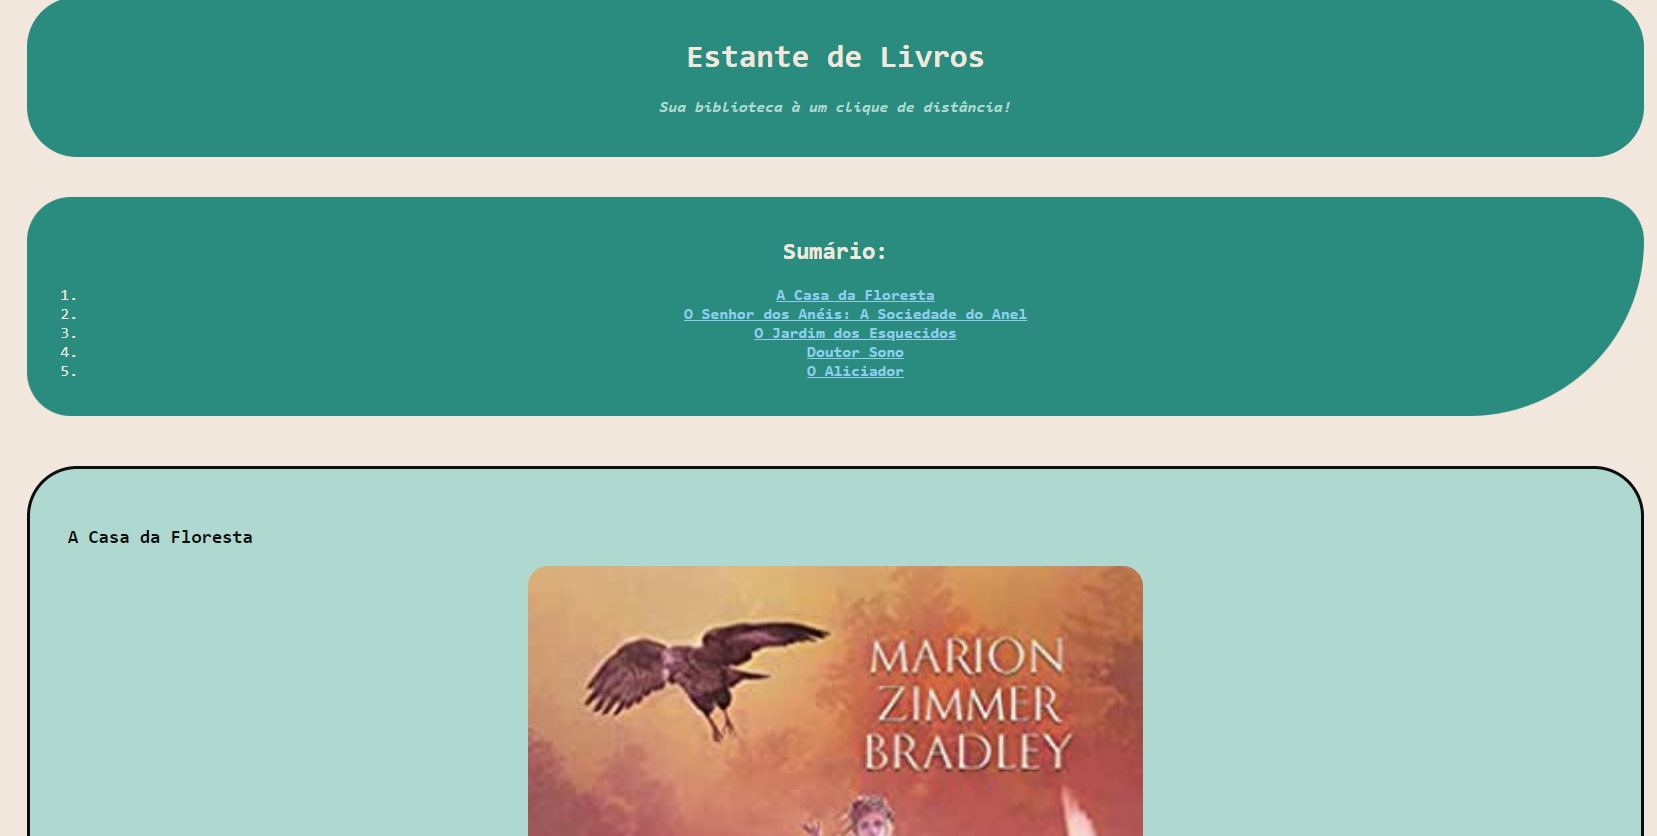 Estante de Livros
Sua biblioteca à um clique de distância!
Sumário:
1. A Casa da Floresta
2. O Senhor dos Anéis: A Sociedade do Anel
3. O Jardim dos Esquecidos
4. Doutor Sono
5. O Aliciador
A Casa da Floresta
MARION
ZIMMER
BRADLEY